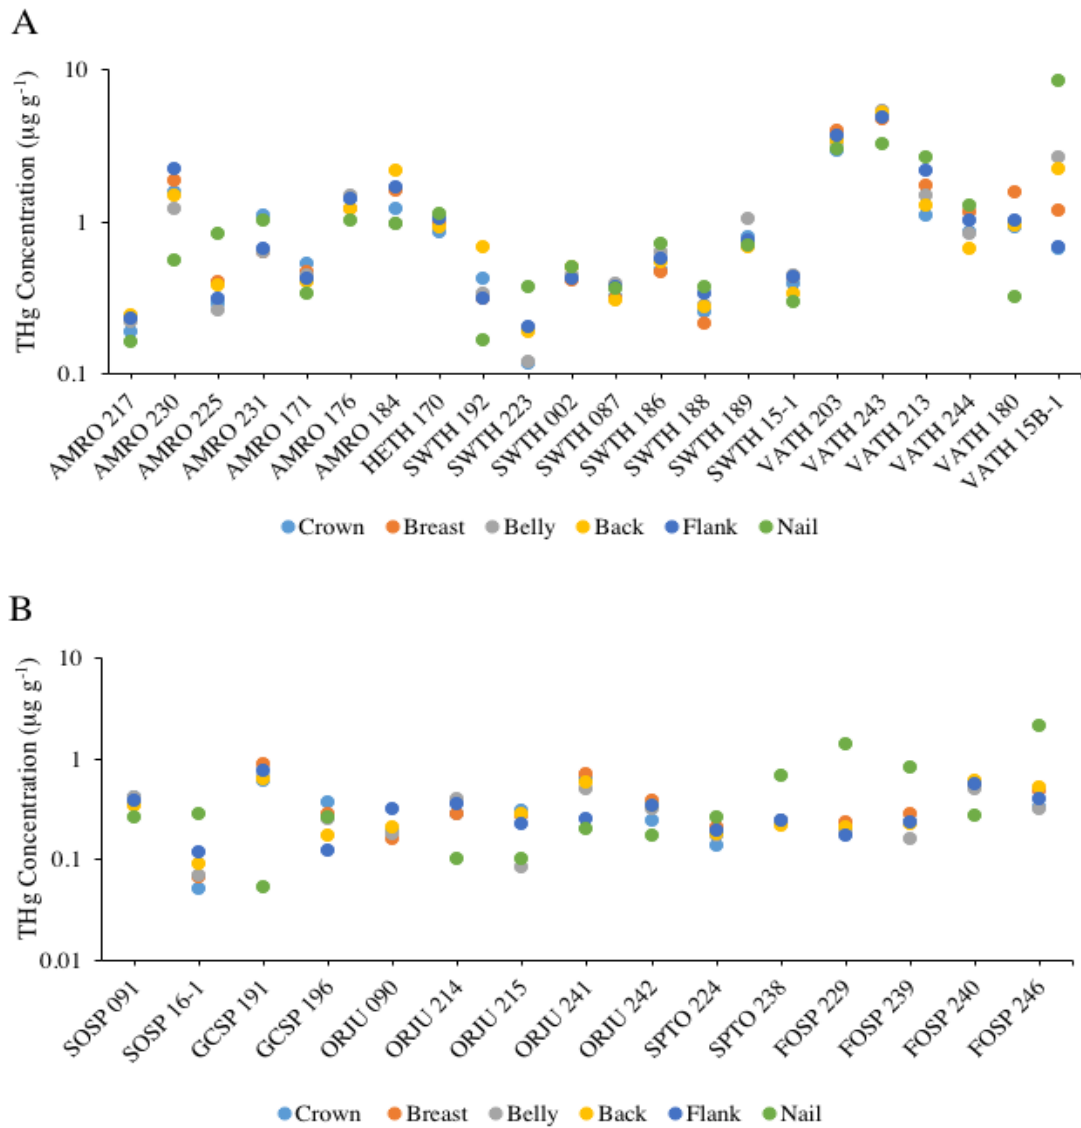 A
THg Concentration (µg g-1)
10
1
0.1
AMRO 217
AMRO 230
AMRO 225
AMRO 231
AMRO 171
AMRO 176
AMRO 184
HETH 170
SWTH 192
SWTH 223
SWTH 002
SWTH 087
SWTH 186
SWTH 188
SWTH 189
SWTH 15-1
VATH 203
VATH 243
VATH 213
VATH 244
VATH 180
VATH 15B-1
Crown Breast Belly Back Flank Nail
B
THg Concentration (µg g-1)
10
1
0.1
0.01
SOSP 091
SOSP 16-1
GCSP 191
GCSP 196
ORJU 090
ORJU 214
ORJU 215
ORJU 241
ORJU 242
SPTO 224
SPTO 238
FOSP 229
FOSP 239
FOSP 240
FOSP 246
Crown Breast Belly Back Flank Nail